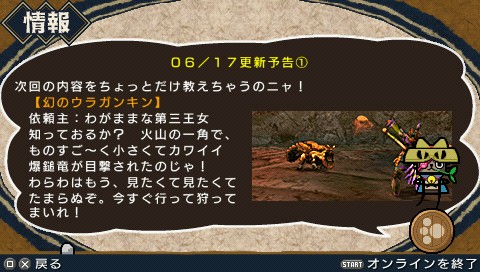 情報
06/17更新予告①
次回の内容をちょっとだけ教えちゃうのニャ！
【幻のウラガンキン】
依頼主：わがままな第三王女
知っておるか？　火山の一角で、
ものすご～く小さくてカワイイ
爆鎚竜が目撃されたのじゃ！
わらわはもう、見たくて見たくて
たまらぬぞ。今すぐ行って狩って
まいれ！
□×戻る
START オンラインを終了